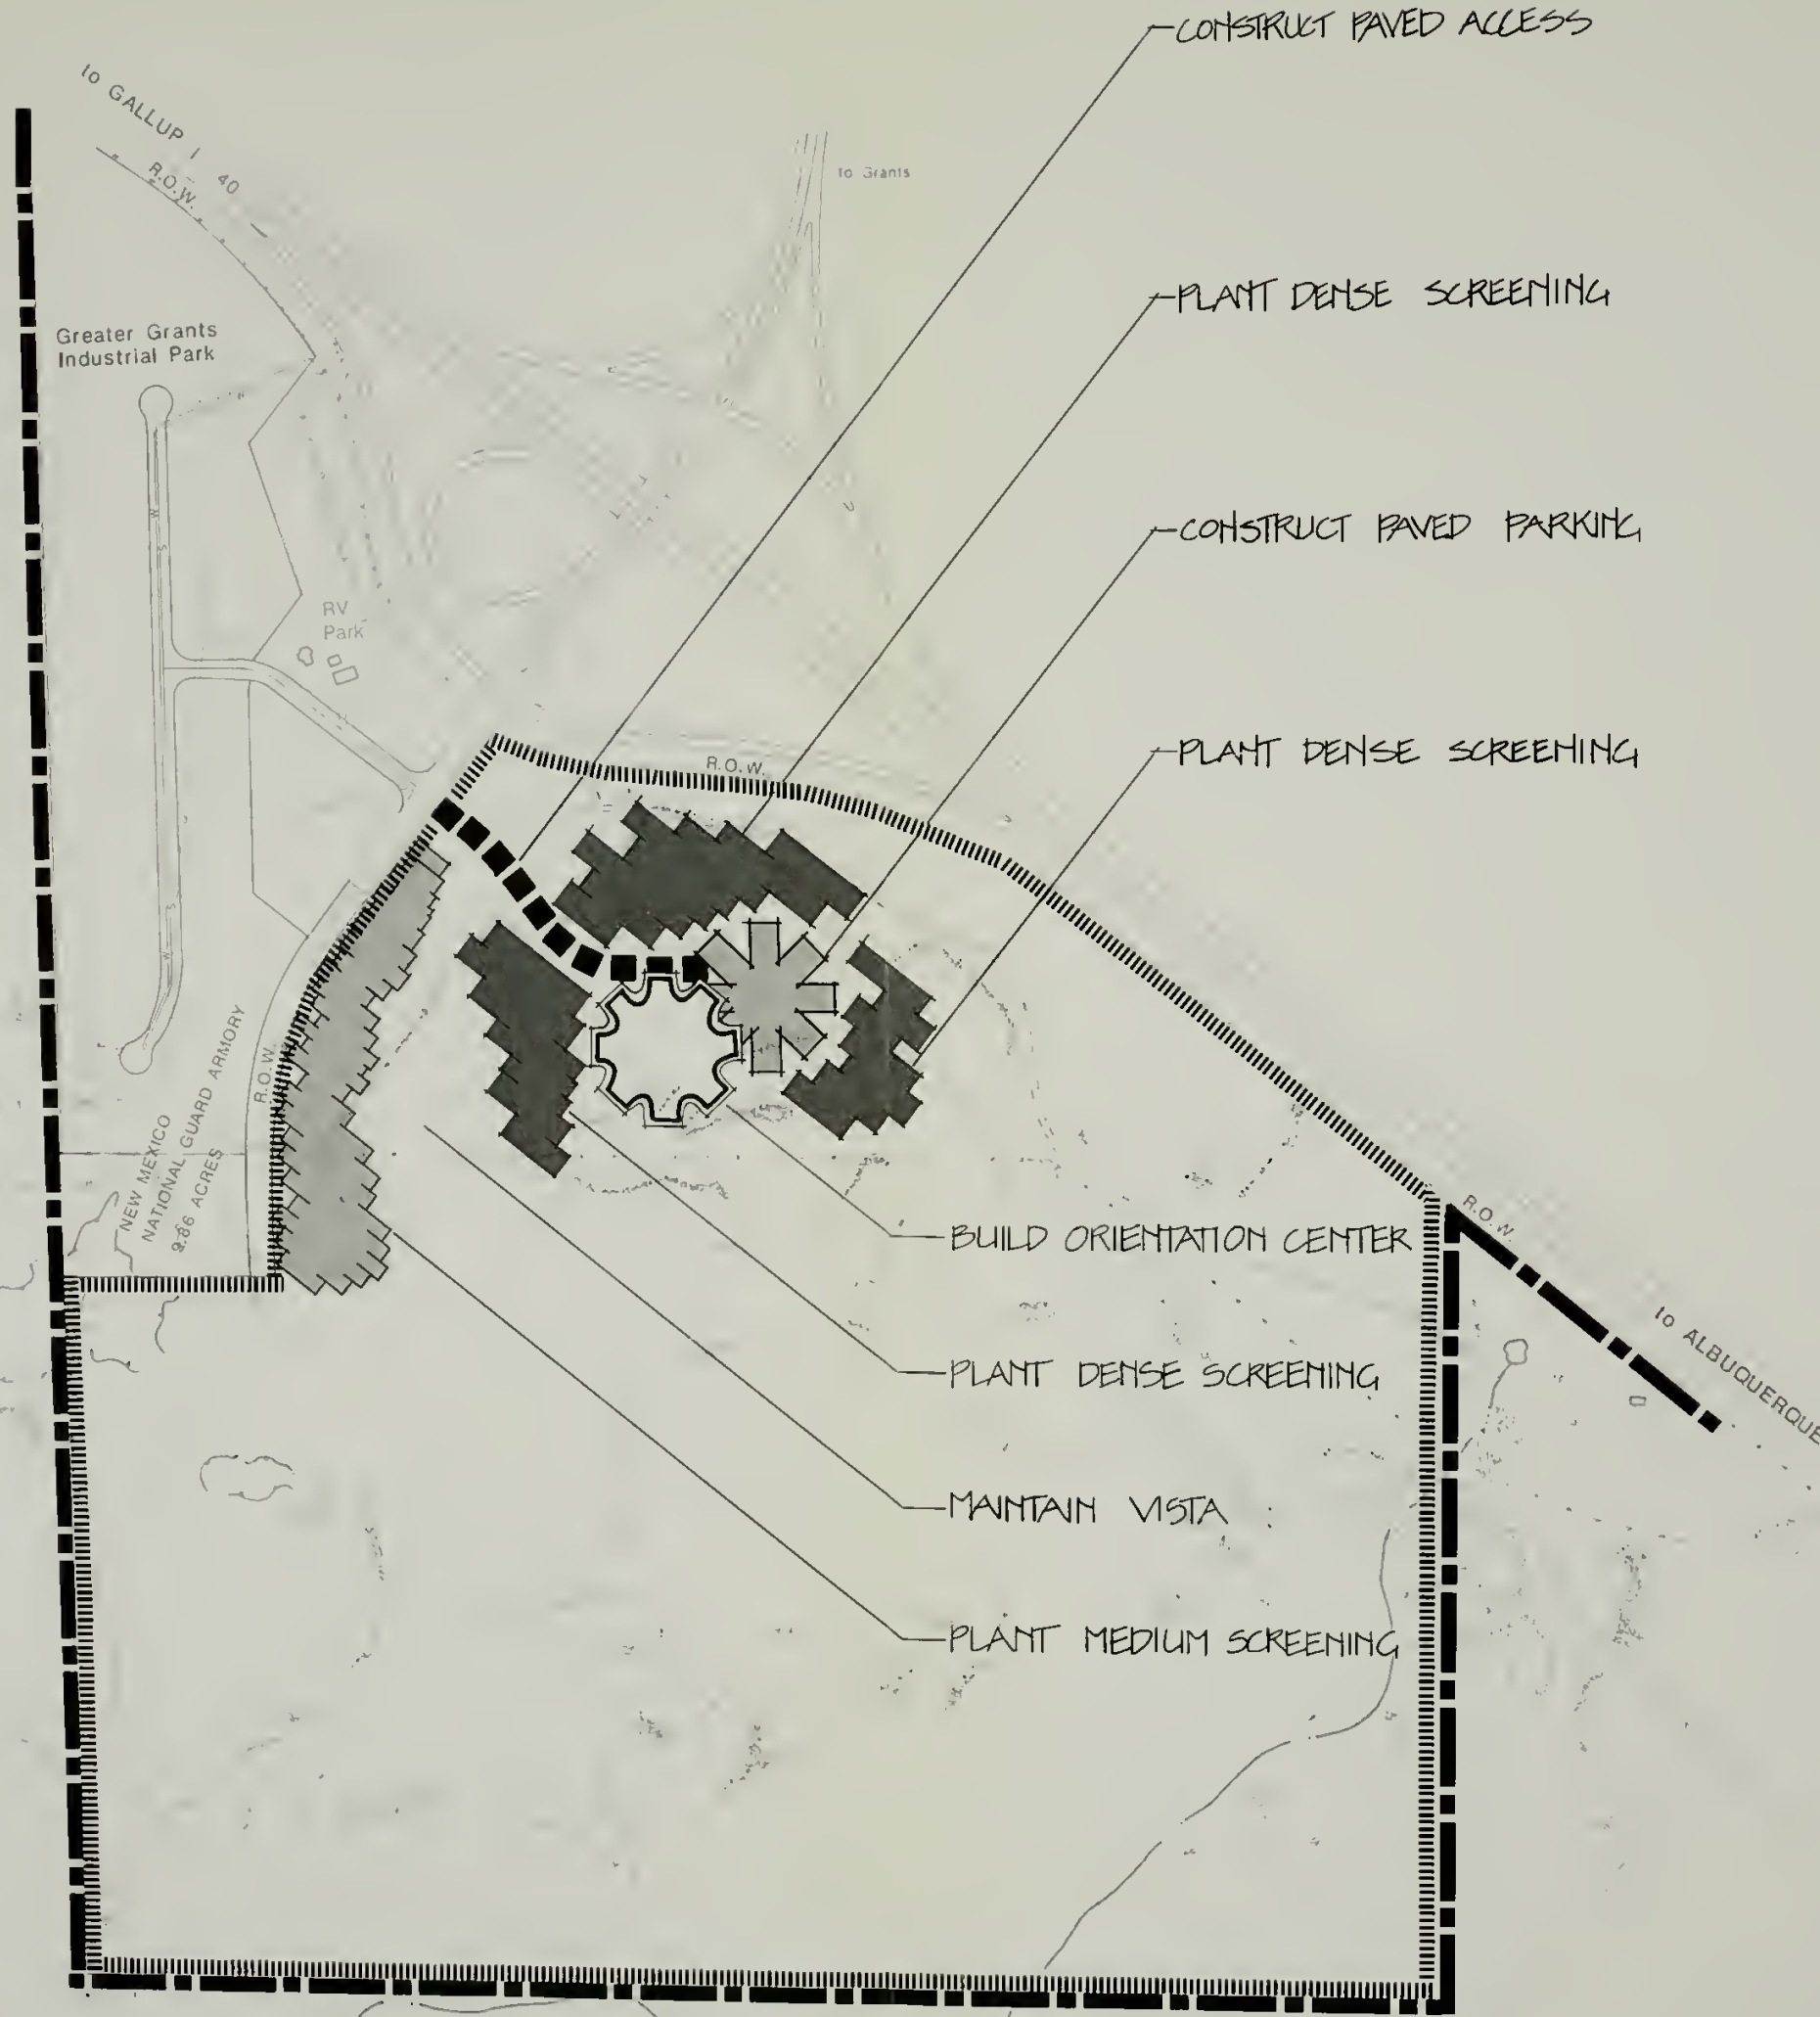 CONSTRUCT PAVED ACCESS
to GALLUP
I 40
R.O.W.
to Grants
PLANT DENSE SCREENING
Greater Grants
Industrial Park
CONSTRUCT PAVED PARKING
W
S
RV
Park
PLANT DENSE SCREENING
R.O.W.
S
W
NEW MEXICO
NATIONAL GUARD ARMORY
9.86 ACRES
R.O.W.
R.O.W.
BUILD ORIENTATION CENTER
to ALBUQUERQUE
PLANT DENSE SCREENING
MAINTAIN VISTA
PLANT MEDIUM SCREENING